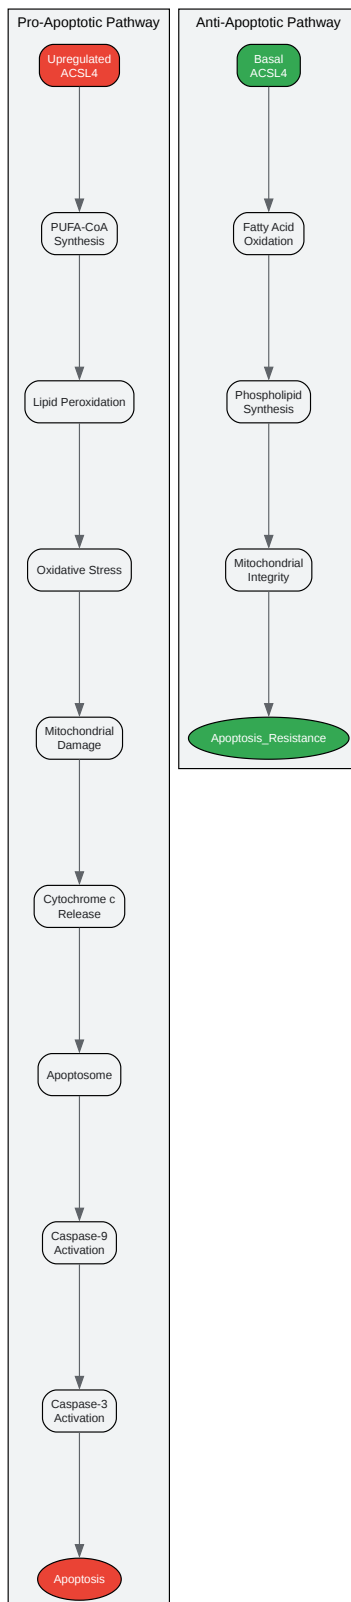 Pro-Apoptotic Pathway
Upregulated
ACSL4
PUFA-CoA
Synthesis
Lipid Peroxidation
Oxidative Stress
Mitochondrial
Damage
Cytochrome c
Release
Apoptosome
Caspase-9
Activation
Caspase-3
Activation
Apoptosis
Anti-Apoptotic Pathway
Basal
ACSL4
Fatty Acid
Oxidation
Phospholipid
Synthesis
Mitochondrial
Integrity
Apoptosis_Resistance